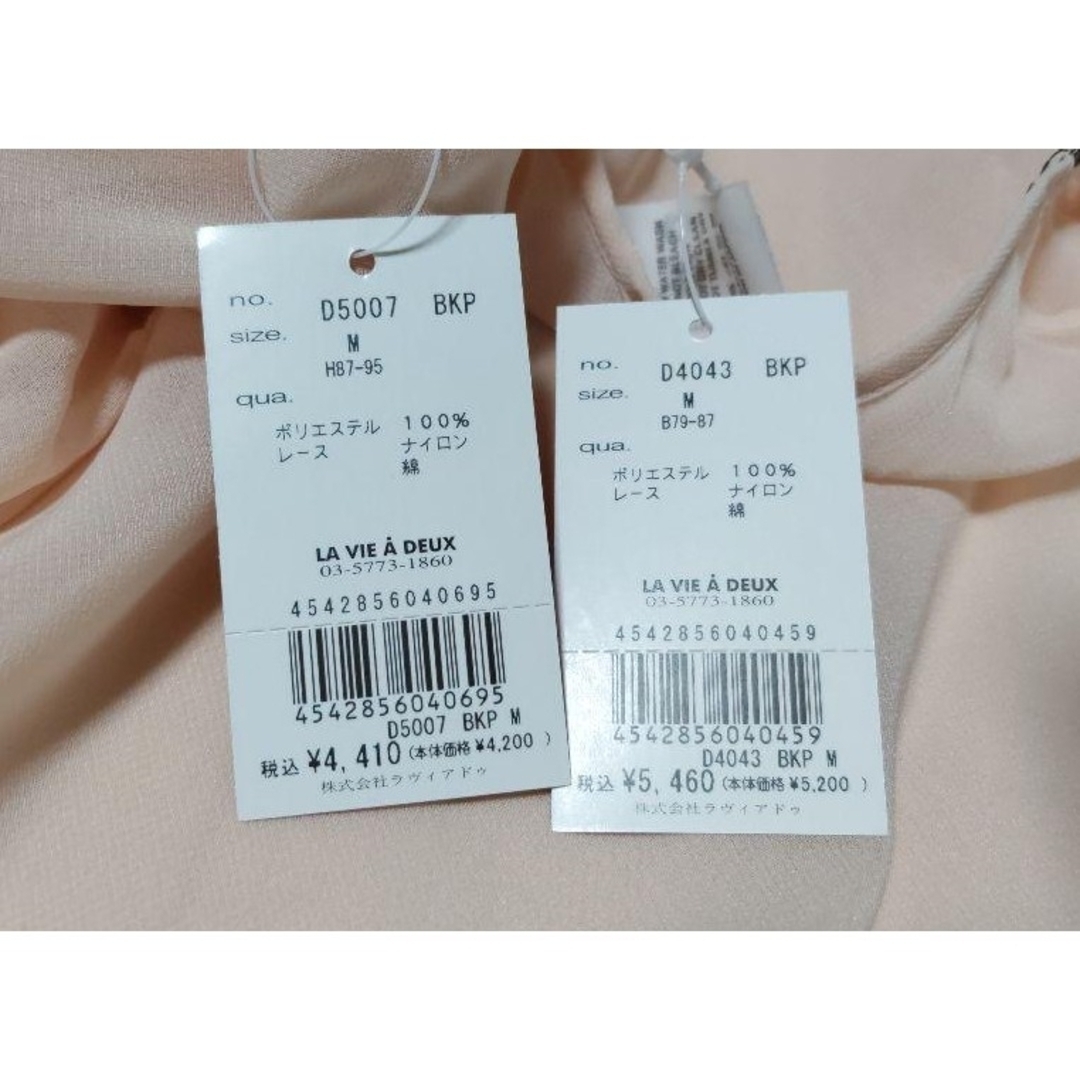 no. D5007 BKP
size. M
H87-95
qua.
ポリエステル 100%
レース ナイロン
綿
LA VIE À DEUX
03-5773-1860
4542856040695
4542856040695
D5007 BKP M
税込 ¥4,410 (本体価格¥4,200 )
株式会社ラヴィアドゥ
WATER WASH
no. D4043 BKP
size. M
B79-87
qua.
ポリエステル 100%
レース ナイロン
綿
LA VIE À DEUX
03-5773-1860
4542856040459
4542856040459
D4043 BKP M
税込 ¥5,460 (本体価格¥5,200 )
株式会社ラヴィアドゥ